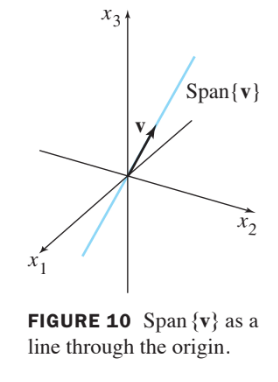 x₃
Span{v}
v
x₂
x₁
FIGURE 10 Span {v} as a
line through the origin.